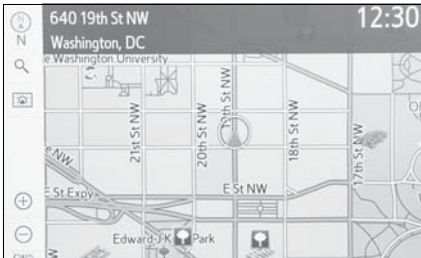 640 19th St NW
12:30
Washington, DC
N
N
e Washington University
21st St NW
20th St NW
19th St NW
18th St NW
17th St NW
e NW
E St Expy
E St NW
Edward J K Park